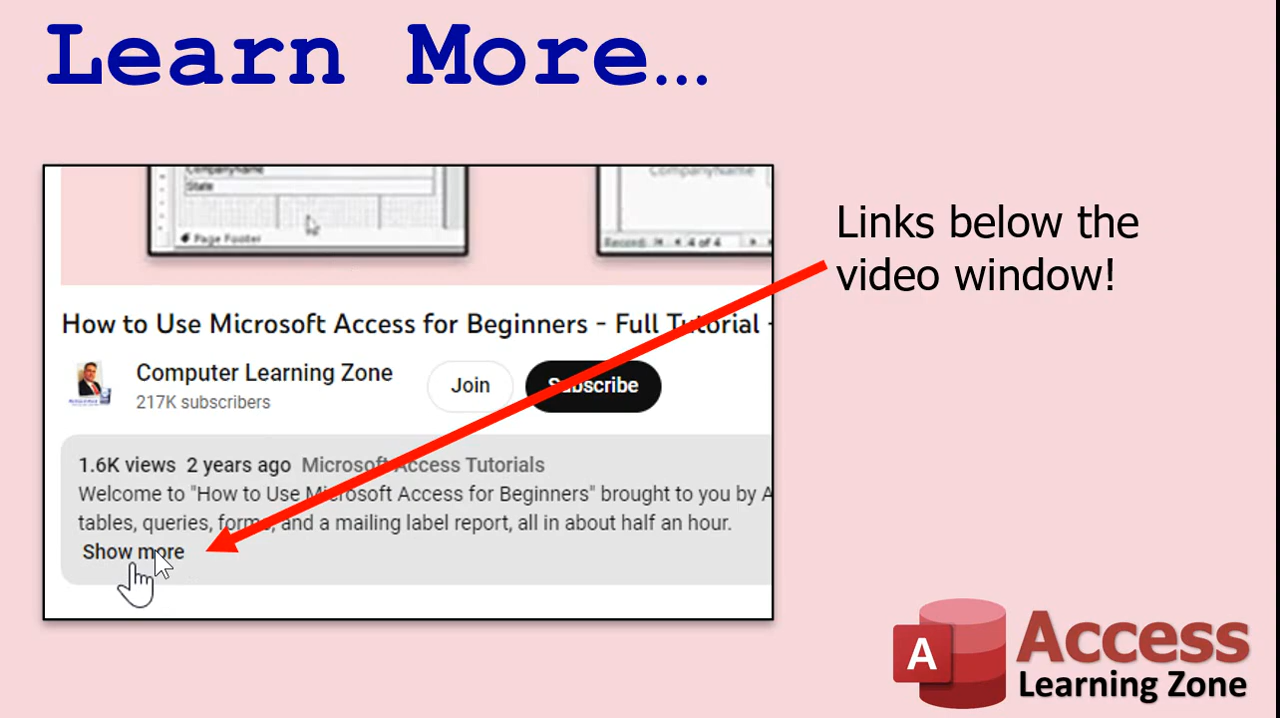 Learn More...
CompanyName
State
Page Footer
CompanyName
Record: 4 of 4
Links below the
video window!
How to Use Microsoft Access for Beginners - Full Tutorial -
Computer Learning Zone
217K subscribers
Join
Subscribe
1.6K views 2 years ago Microsoft Access Tutorials
Welcome to "How to Use Microsoft Access for Beginners" brought to you by A
tables, queries, forms, and a mailing label report, all in about half an hour.
Show more
A
Access
Learning Zone